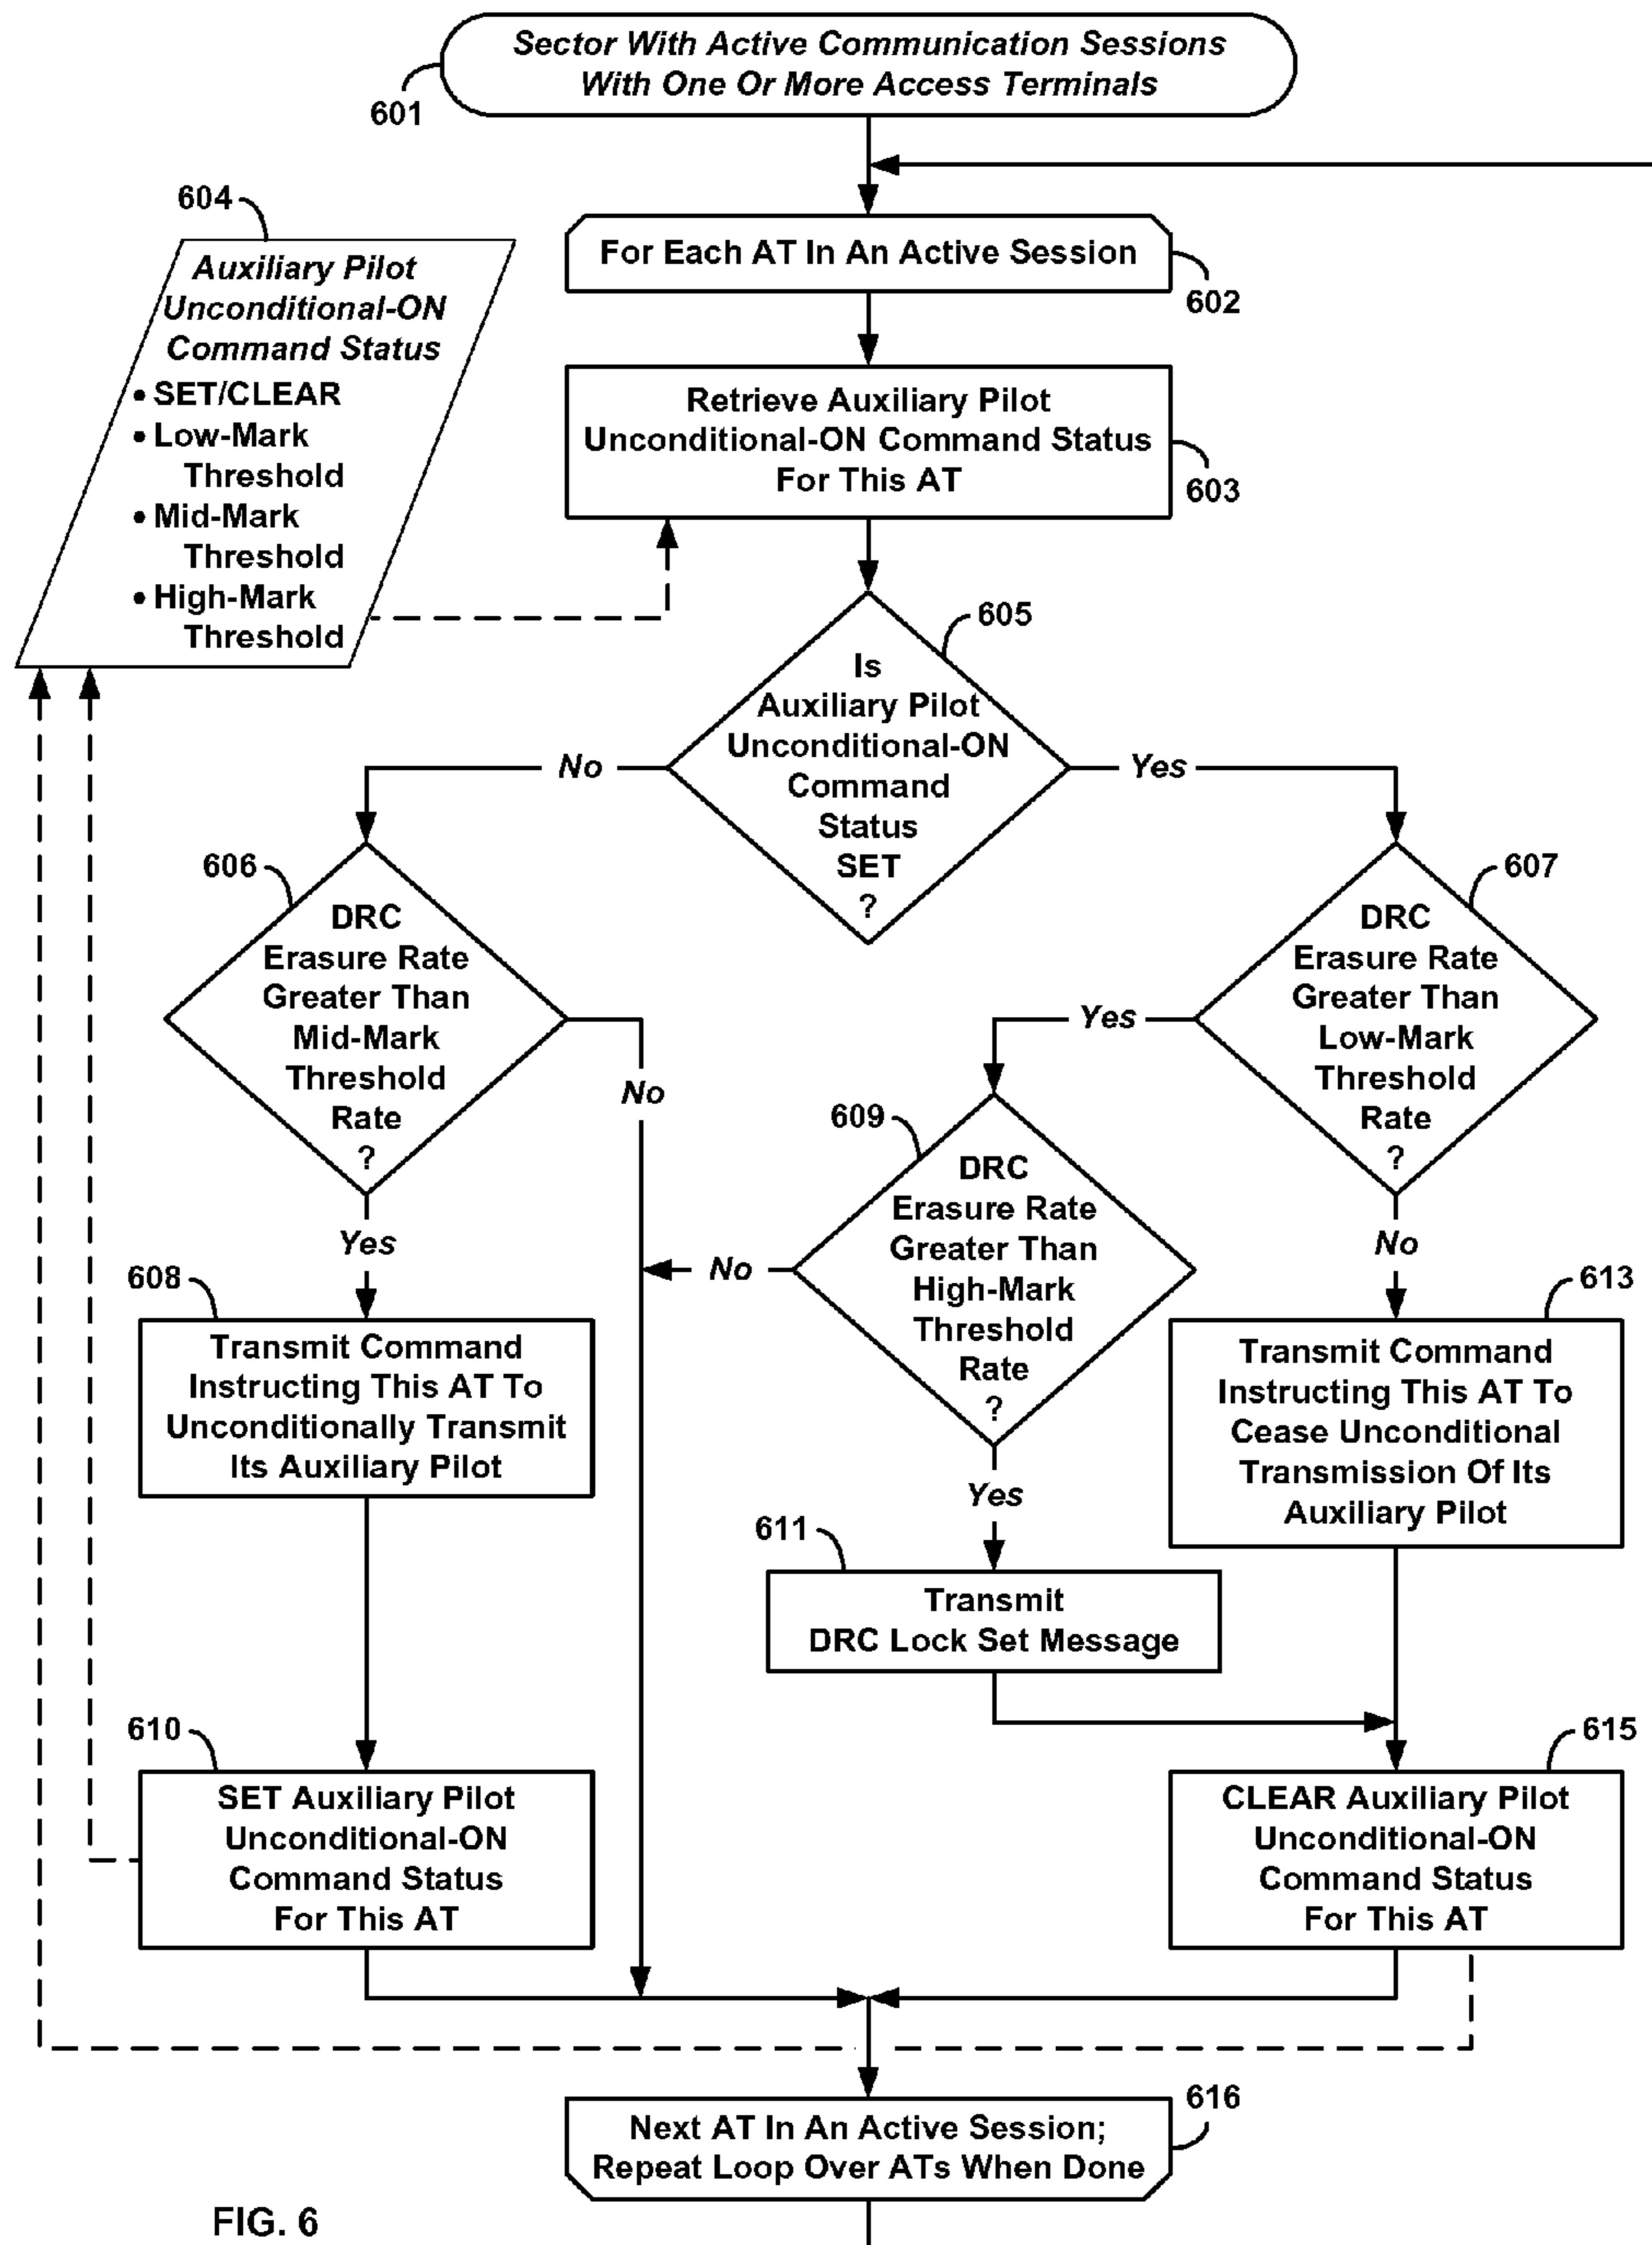 Sector With Active Communication Sessions
With One Or More Access Terminals
601
604
For Each AT In An Active Session
602
Auxiliary Pilot
Unconditional-ON
Command Status
• SET/CLEAR
• Low-Mark
Threshold
• Mid-Mark
Threshold
• High-Mark
Threshold
Retrieve Auxiliary Pilot
Unconditional-ON Command Status
For This AT
603
605
Is
Auxiliary Pilot
Unconditional-ON
Command
Status
SET
?
No
Yes
606
DRC
Erasure Rate
Greater Than
Mid-Mark
Threshold
Rate
?
No
Yes
607
DRC
Erasure Rate
Greater Than
Low-Mark
Threshold
Rate
?
Yes
No
609
DRC
Erasure Rate
Greater Than
High-Mark
Threshold
Rate
?
No
Yes
608
Transmit Command
Instructing This AT To
Unconditionally Transmit
Its Auxiliary Pilot
613
Transmit Command
Instructing This AT To
Cease Unconditional
Transmission Of Its
Auxiliary Pilot
611
Transmit
DRC Lock Set Message
610
SET Auxiliary Pilot
Unconditional-ON
Command Status
For This AT
615
CLEAR Auxiliary Pilot
Unconditional-ON
Command Status
For This AT
616
Next AT In An Active Session;
Repeat Loop Over ATs When Done
FIG. 6